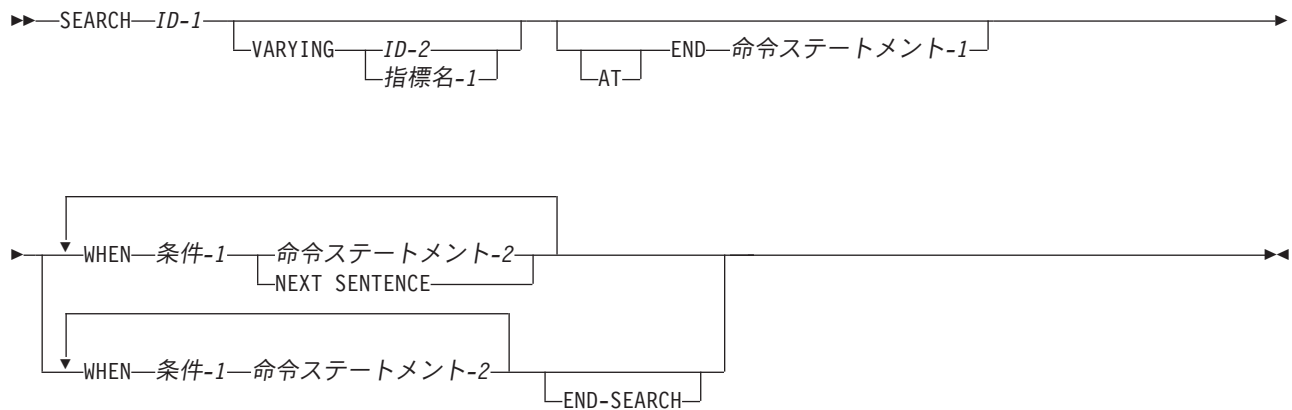 SEARCH ID-1
VARYING ID-2
指標名-1
AT END 命令ステートメント-1
WHEN 条件-1 命令ステートメント-2
NEXT SENTENCE
WHEN 条件-1 命令ステートメント-2
END-SEARCH